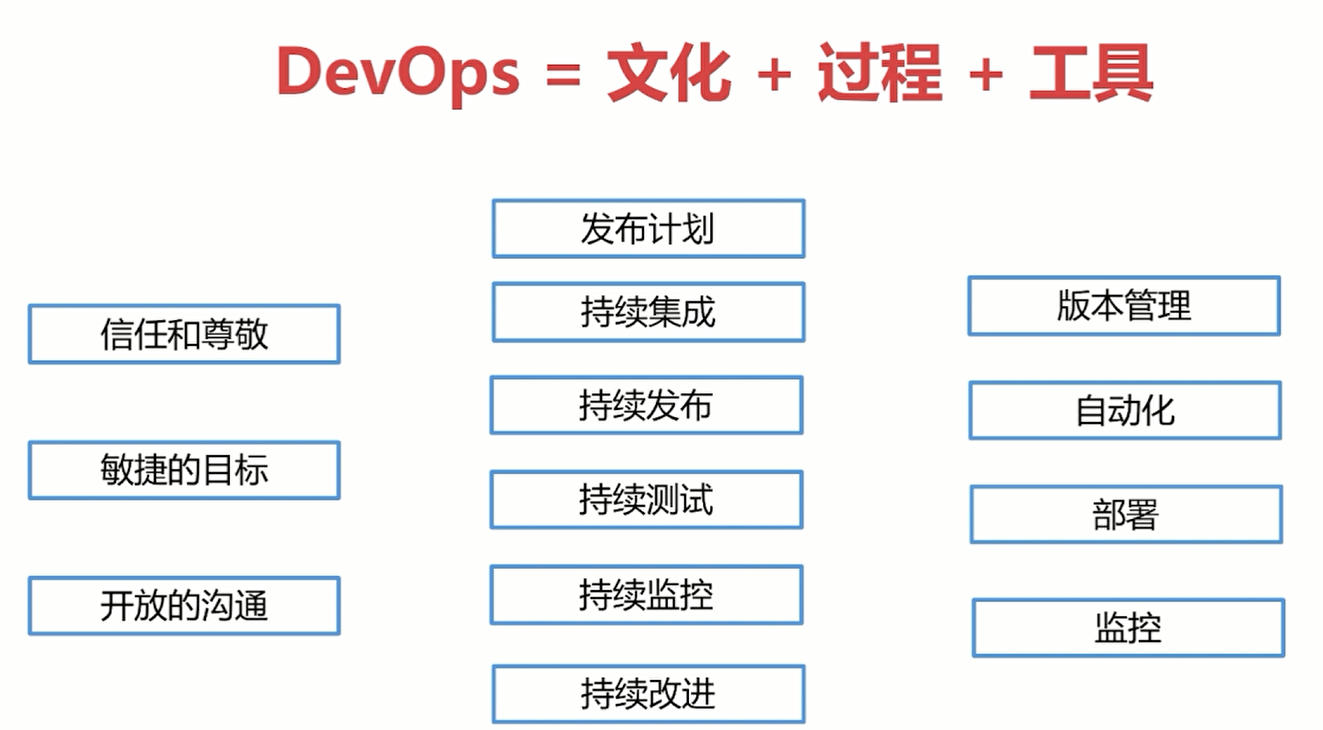 DevOps = 文化 + 过程 + 工具
信任和尊敬
敏捷的目标
开放的沟通
发布计划
持续集成
持续发布
持续测试
持续监控
持续改进
版本管理
自动化
部署
监控